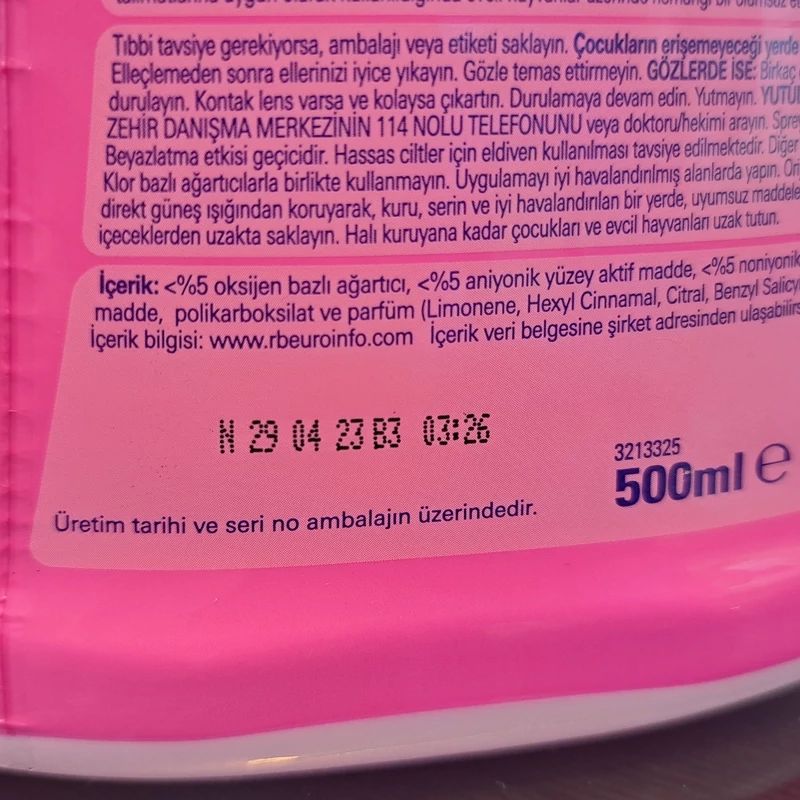 Tıbbi tavsiye gerekiyorsa, ambalajı veya etiketi saklayın. Çocukların erişemeyeceği yerde
Elleçlemeden sonra ellerinizi iyice yıkayın. Gözle temas ettirmeyin. GÖZLERDE İSE: Birkaç
durulayın. Kontak lens varsa ve kolaysa çıkartın. Durulamaya devam edin. Yutmayın.
ZEHİR DANIŞMA MERKEZİNİN 114 NOLU TELEFONUNU veya doktoru/hekimi arayın.
Beyazlatma etkisi geçicidir. Hassas ciltler için eldiven kullanılması tavsiye edilmektedir. Diğer
Klor bazlı ağartıcılarla birlikte kullanmayın. Uygulamayı iyi havalandırılmış alanlarda yapın.
direkt güneş ışığından koruyarak, kuru, serin ve iyi havalandırılan bir yerde, uyumsuz
içeceklerden uzakta saklayın. Halı kuruyana kadar çocukları ve evcil hayvanları uzak tutun.
İçerik: <%5 oksijen bazlı ağartıcı, <%5 aniyonik yüzey aktif madde, <%5 noniyonik
madde, polikarboksilat ve parfüm (Limonene, Hexyl Cinnamal, Citral, Benzyl
İçerik bilgisi: www.rbeuroinfo.com İçerik veri belgesine şirket adresinden
N 29 04 23 B3 03:26
3213325
500ml e
Üretim tarihi ve seri no ambalajın üzerindedir.